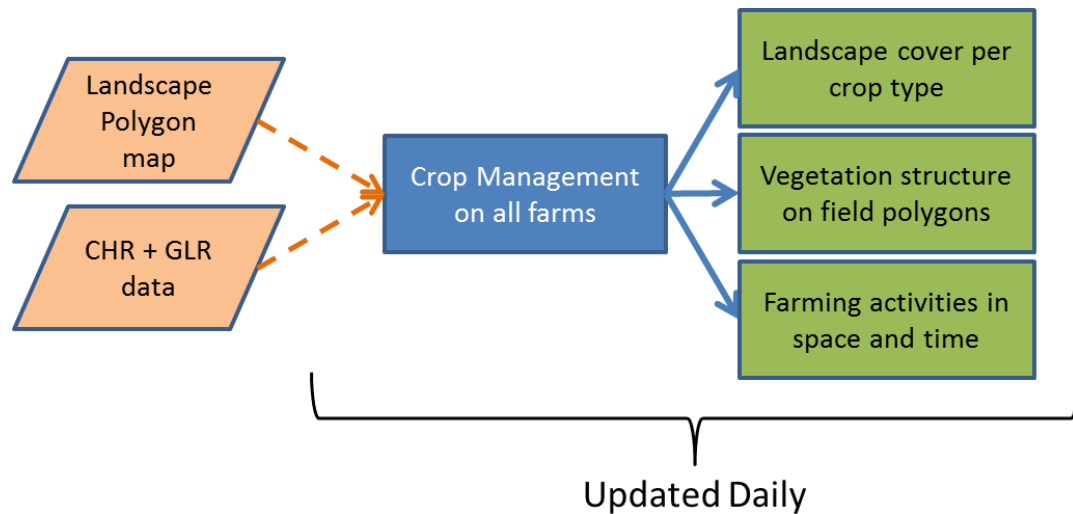 Landscape
Polygon
map
CHR + GLR
data
Crop Management
on all farms
Landscape cover per
crop type
Vegetation structure
on field polygons
Farming activities in
space and time
Updated Daily